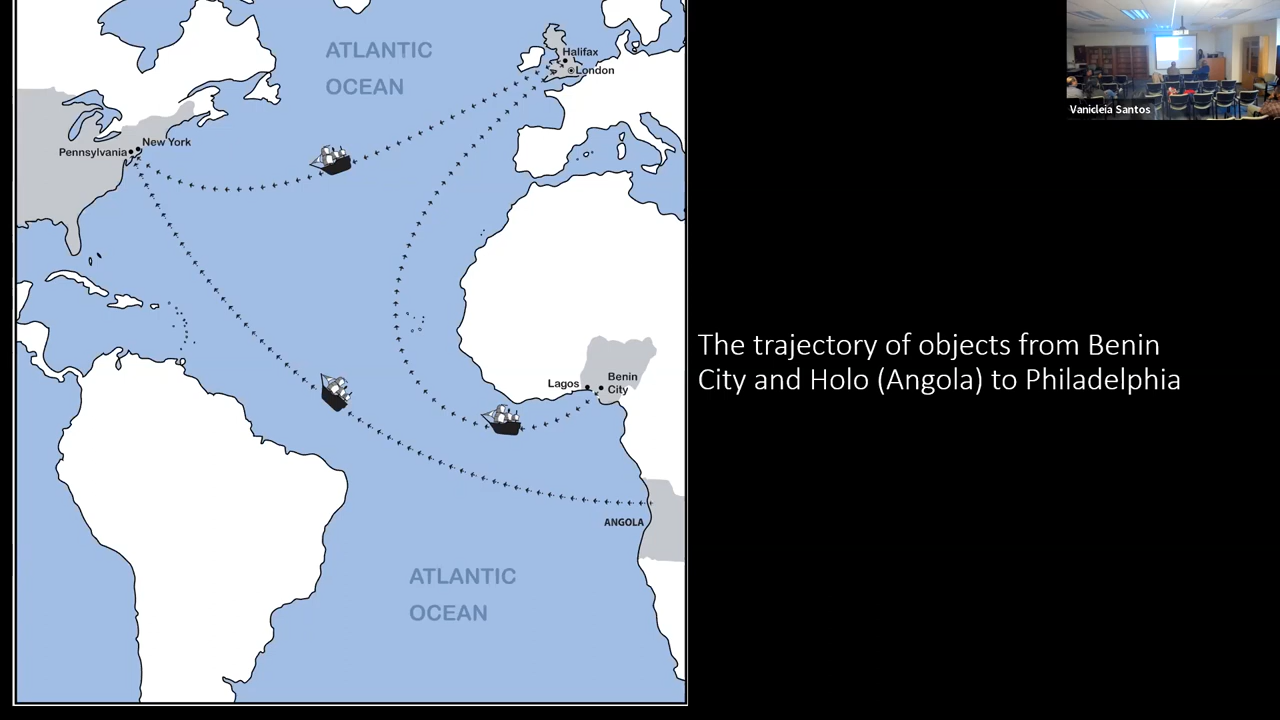 ATLANTIC
OCEAN
Halifax
London
New York
Pennsylvania
Lagos
Benin
City
ANGOLA
ATLANTIC
OCEAN
The trajectory of objects from Benin
City and Holo (Angola) to Philadelphia
Vanicleia Santos